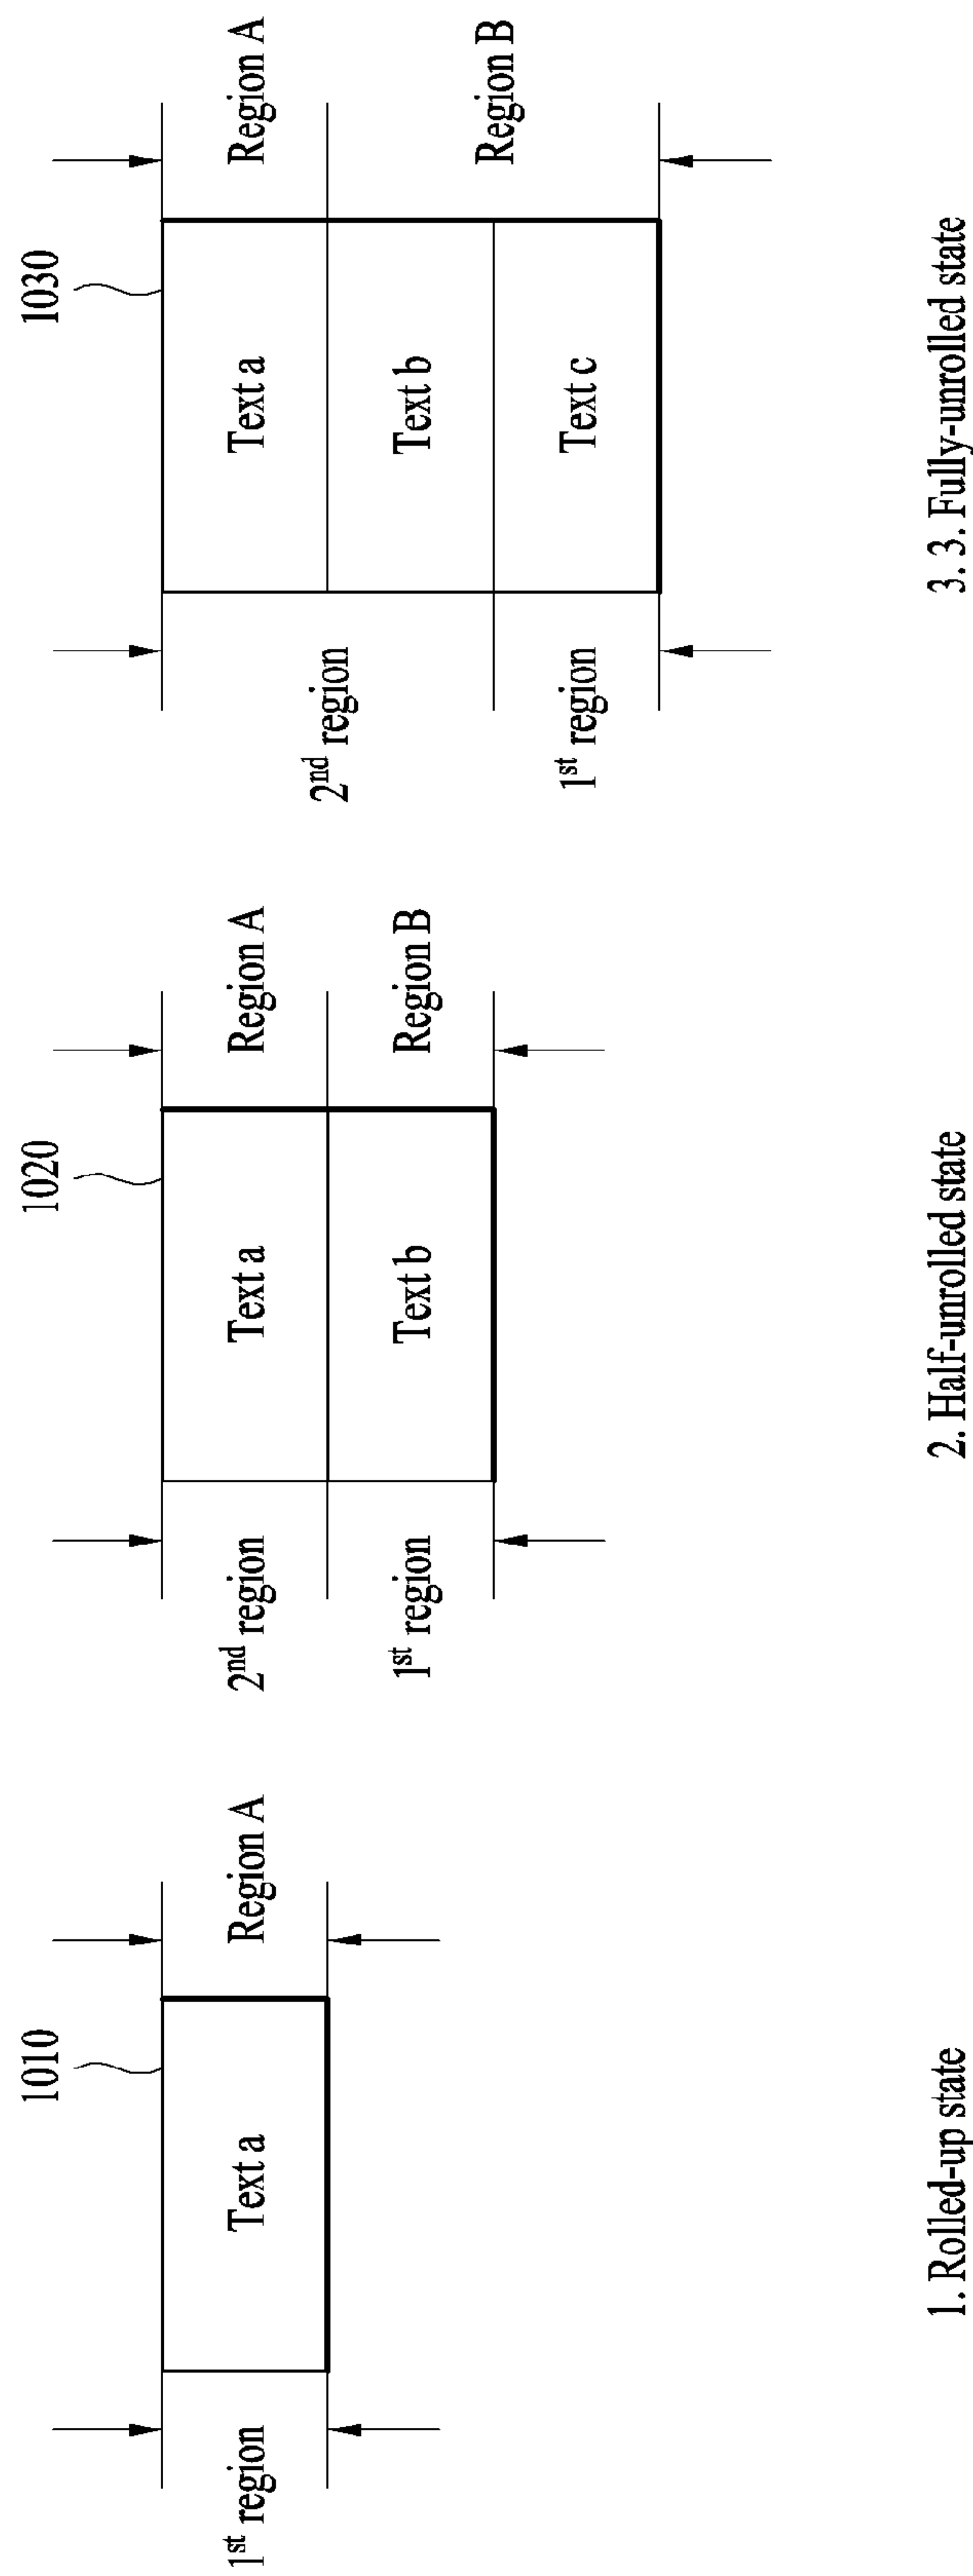 1010
1st region
Text a
Region A
1. Rolled-up state
1020
2nd region
Text a
Region A
1st region
Text b
Region B
2. Half-unrolled state
1030
Text a
Region A
2nd region
Text b
Region B
1st region
Text c
3. 3. Fully-unrolled state